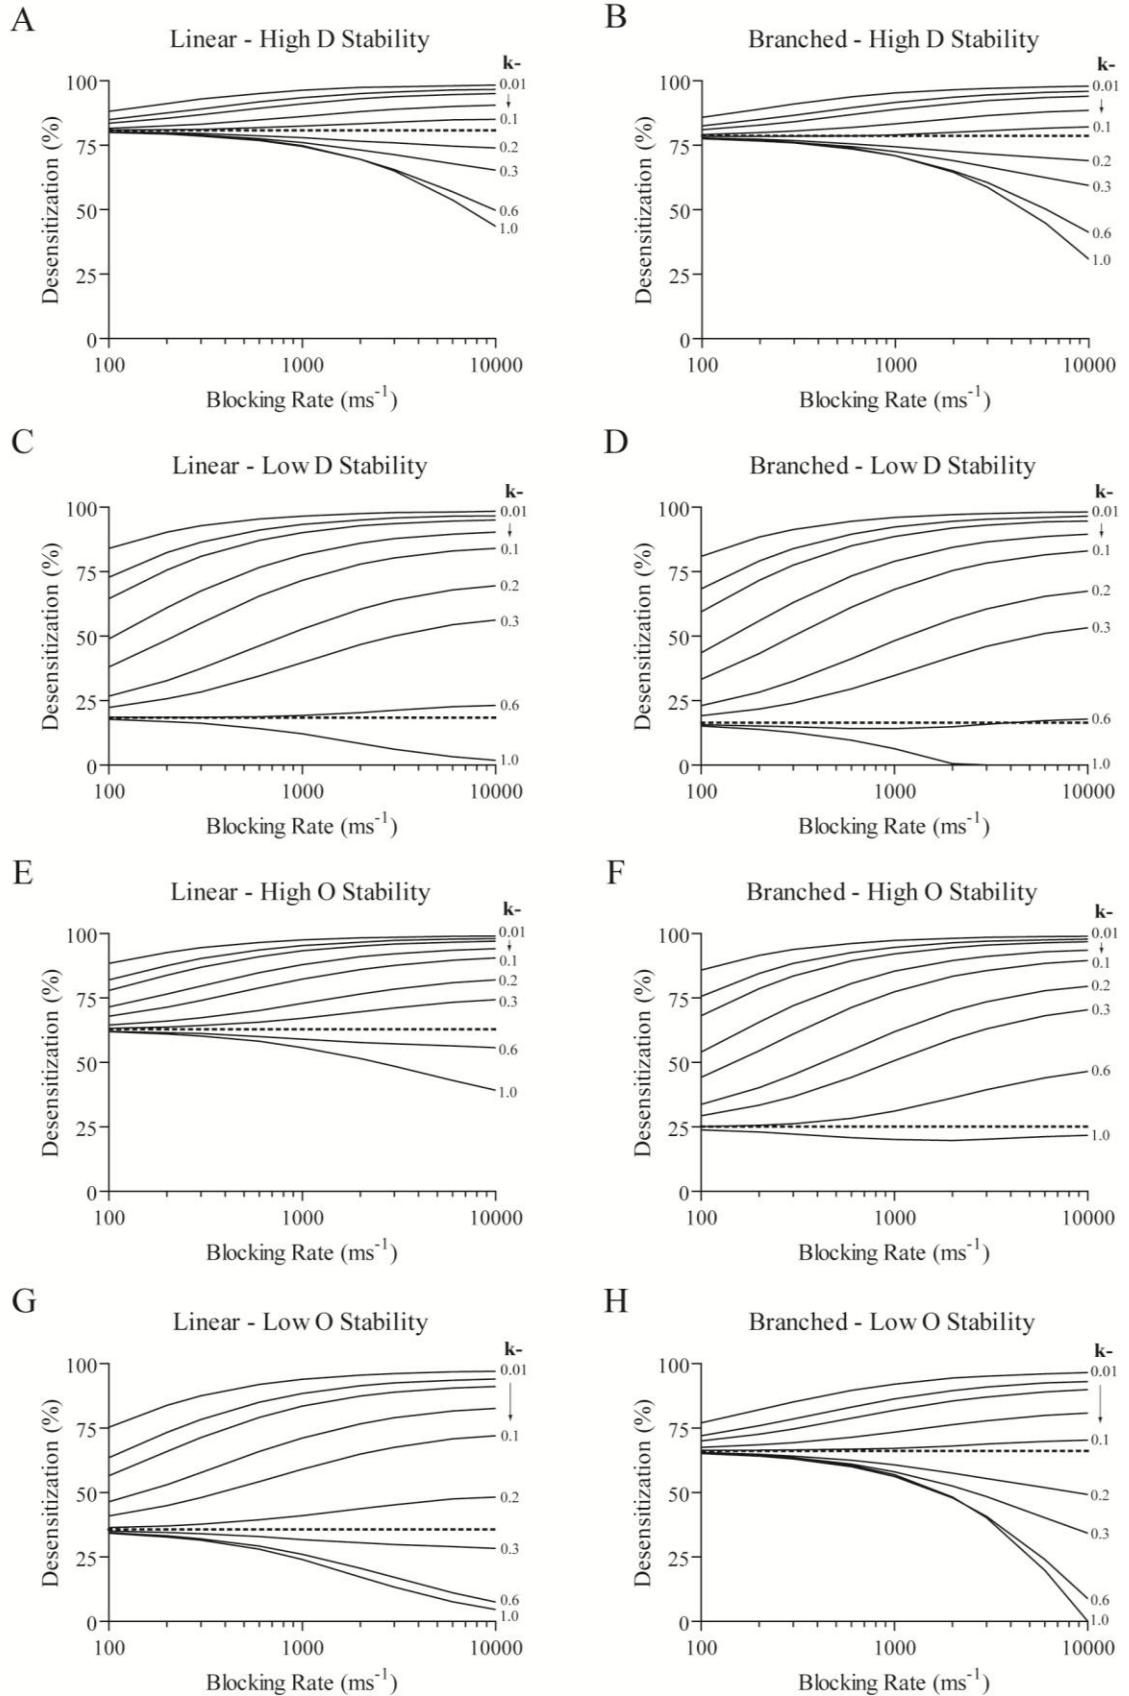 A
Linear - High D Stability
k-
100
75
50
25
0
Desensitization (%)
0.01
0.1
0.2
0.3
0.6
1.0
100 1000 10000
Blocking Rate (ms-1)
B
Branched - High D Stability
k-
100
75
50
25
0
Desensitization (%)
0.01
0.1
0.2
0.3
0.6
1.0
100 1000 10000
Blocking Rate (ms-1)
C
Linear - Low D Stability
k-
100
75
50
25
0
Desensitization (%)
0.01
0.1
0.2
0.3
0.6
1.0
100 1000 10000
Blocking Rate (ms-1)
D
Branched - Low D Stability
k-
100
75
50
25
0
Desensitization (%)
0.01
0.1
0.2
0.3
0.6
1.0
100 1000 10000
Blocking Rate (ms-1)
E
Linear - High O Stability
k-
100
75
50
25
0
Desensitization (%)
0.01
0.1
0.2
0.3
0.6
1.0
100 1000 10000
Blocking Rate (ms-1)
F
Branched - High O Stability
k-
100
75
50
25
0
Desensitization (%)
0.01
0.1
0.2
0.3
0.6
1.0
100 1000 10000
Blocking Rate (ms-1)
G
Linear - Low O Stability
k-
100
75
50
25
0
Desensitization (%)
0.01
0.1
0.2
0.3
0.6
1.0
100 1000 10000
Blocking Rate (ms-1)
H
Branched - Low O Stability
k-
100
75
50
25
0
Desensitization (%)
0.01
0.1
0.2
0.3
0.6
1.0
100 1000 10000
Blocking Rate (ms-1)